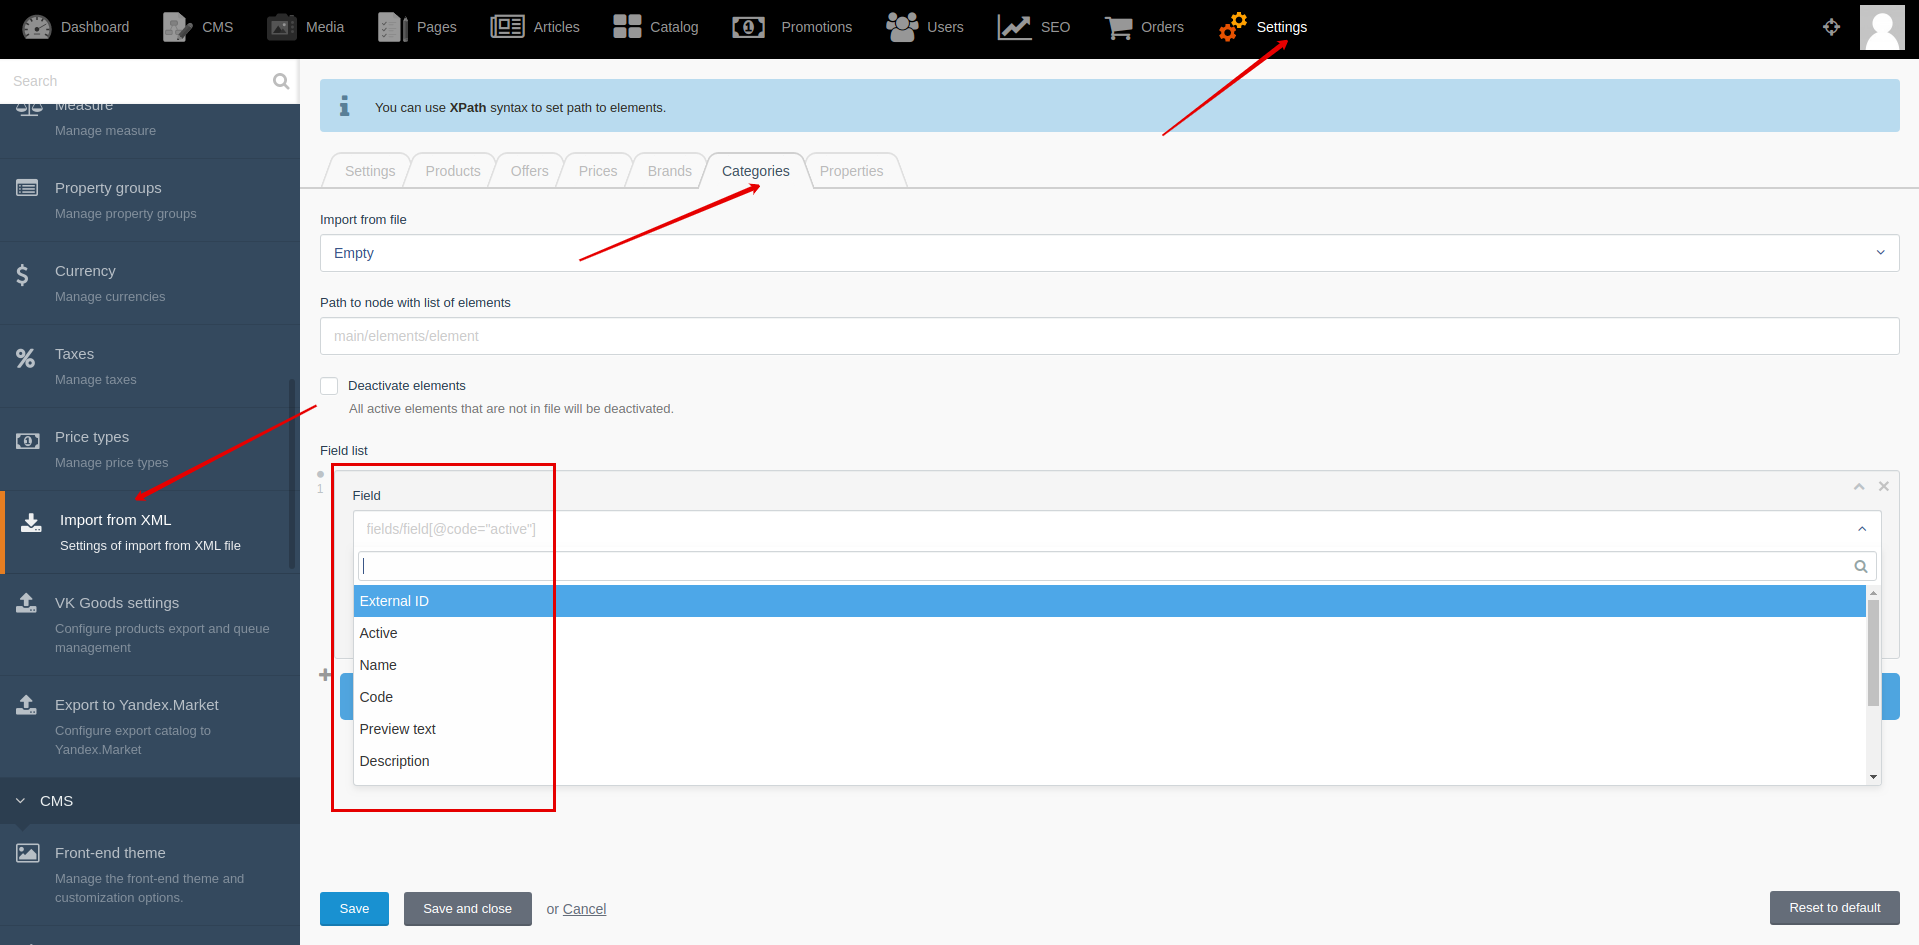 Dashboard
CMS
Media
Pages
Articles
Catalog
Promotions
Users
SEO
Orders
Settings
Search
Measure
Manage measure
Property groups
Manage property groups
Currency
Manage currencies
Taxes
Manage taxes
Price types
Manage price types
Import from XML
Settings of import from XML file
VK Goods settings
Configure products export and queue
management
Export to Yandex.Market
Configure export catalog to
Yandex.Market
CMS
Front-end theme
Manage the front-end theme and
customization options.
You can use XPath syntax to set path to elements.
Settings
Products
Offers
Prices
Brands
Categories
Properties
Import from file
Empty
Path to node with list of elements
main/elements/element
Deactivate elements
All active elements that are not in file will be deactivated.
Field list
1
Field
fields/field[@code="active"]
External ID
Active
Name
Code
Preview text
Description
Save
Save and close
or Cancel
Reset to default